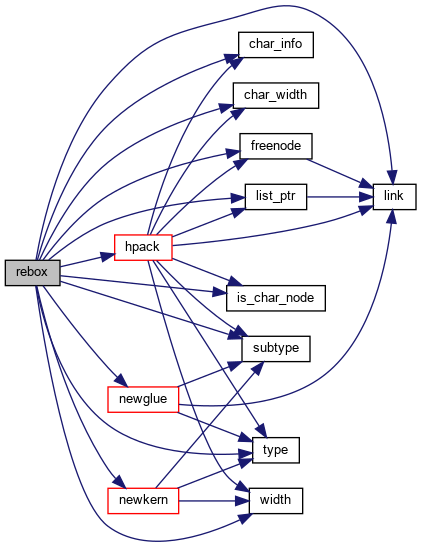 char_info
char_width
freenode
list_ptr
link
hpack
rebox
is_char_node
subtype
newglue
type
newkern
width